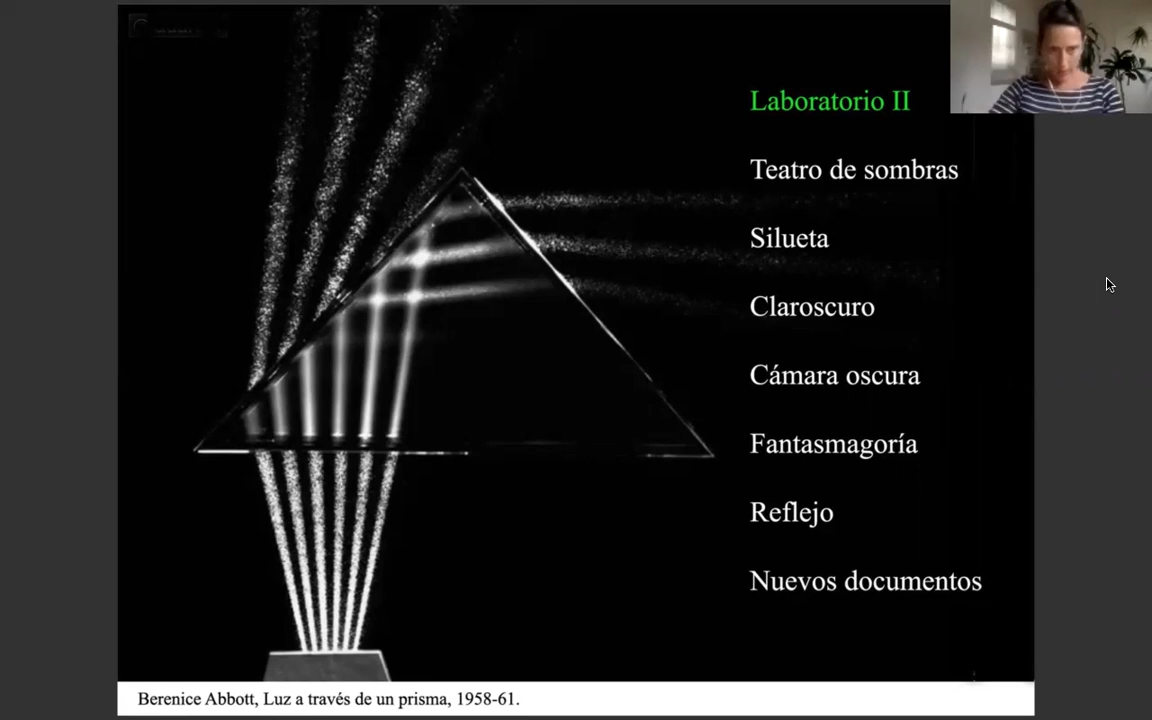 Laboratorio II
Teatro de sombras
Silueta
Claroscuro
Cámara oscura
Fantasmagoría
Reflejo
Nuevos documentos
Berenice Abbott, Luz a través de un prisma, 1958-61.